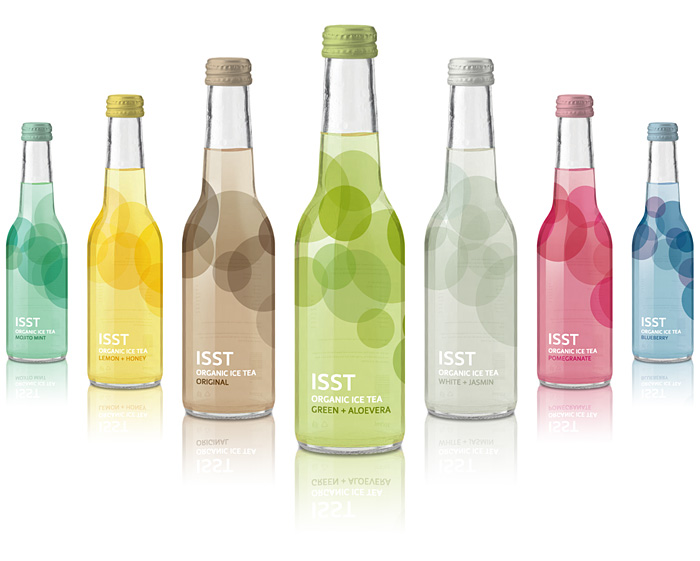 ISST
ORGANIC ICE TEA
MOJITO MINT
ISST
ORGANIC ICE TEA
LEMON + HONEY
ISST
ORGANIC ICE TEA
ORIGINAL
ISST
ORGANIC ICE TEA
GREEN + ALOEVERA
ISST
ORGANIC ICE TEA
WHITE + JASMIN
ISST
ORGANIC ICE TEA
POMEGRANATE
ISST
ORGANIC ICE TEA
BLUEBERRY